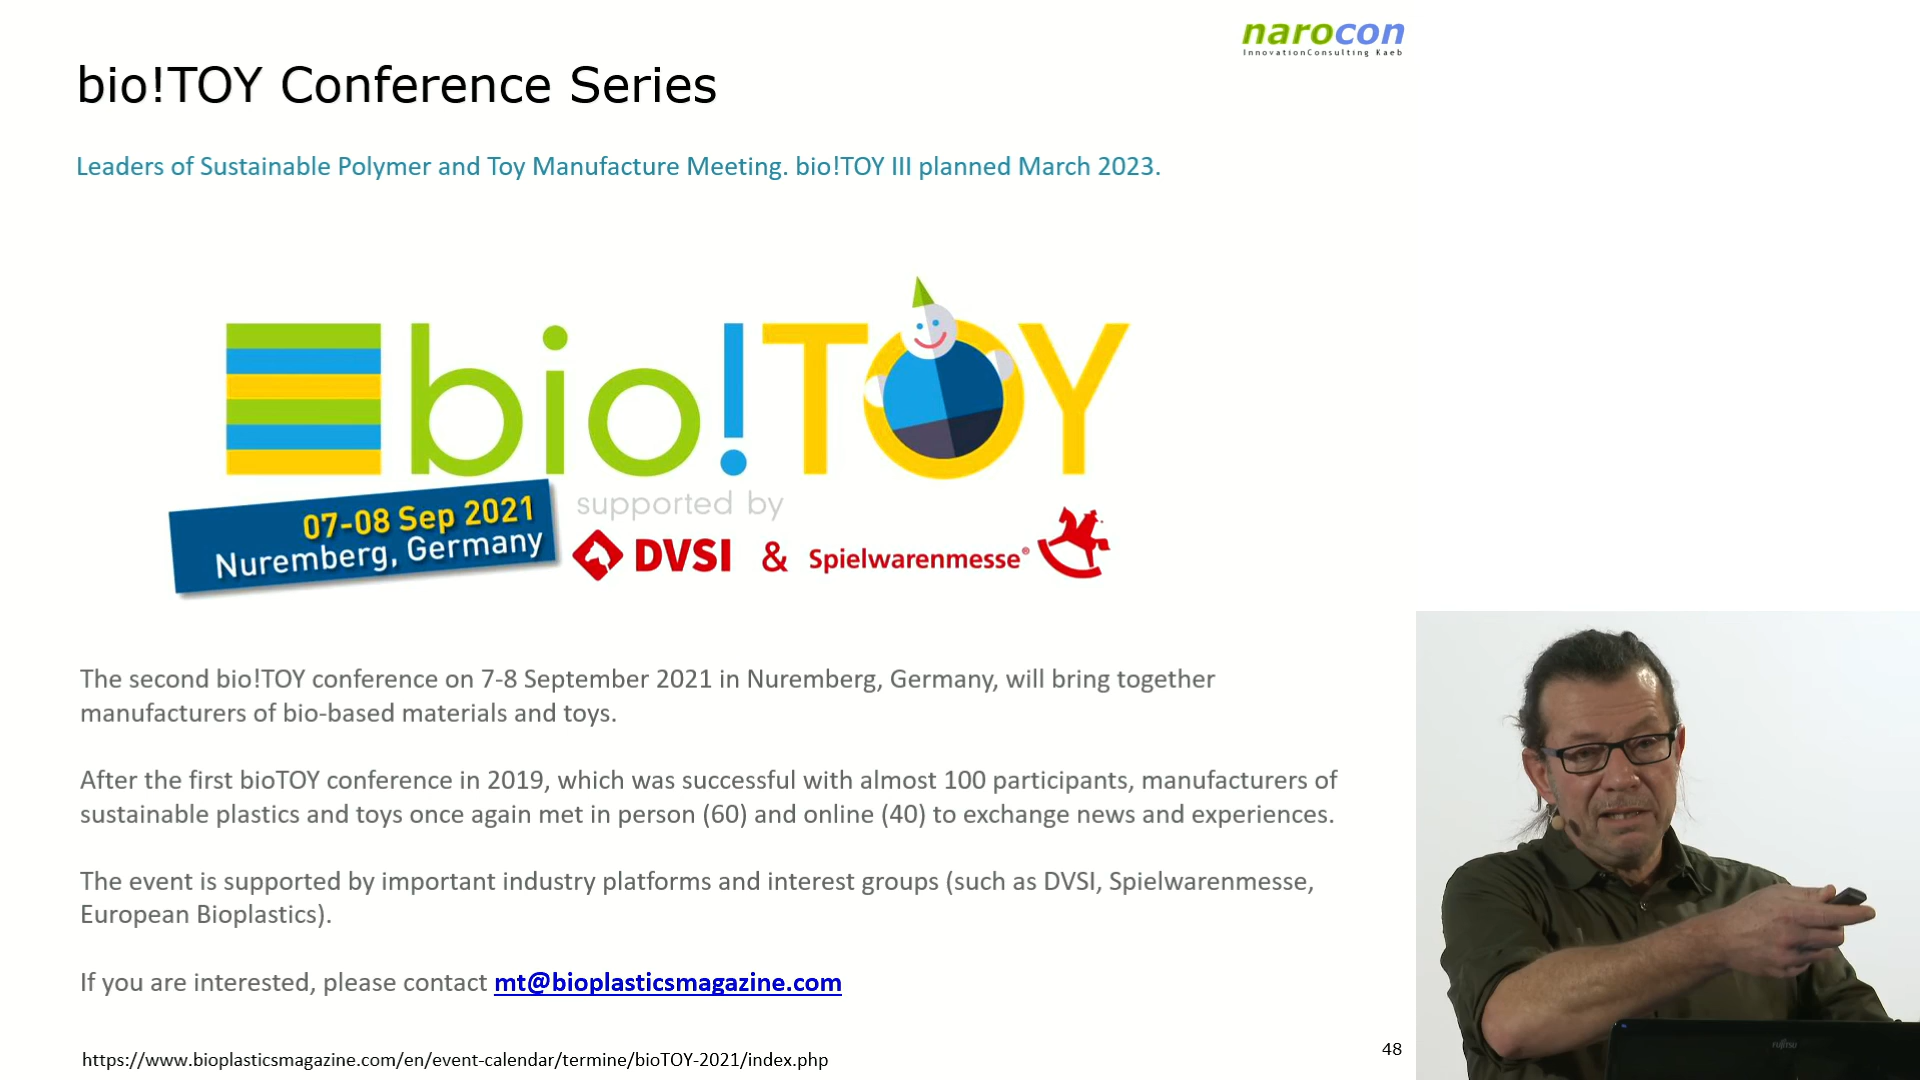 narocon
InnovationConsulting Kaeb
bio!TOY Conference Series
Leaders of Sustainable Polymer and Toy Manufacture Meeting. bio!TOY III planned March 2023.
bio!TOY
07-08 Sep 2021
Nuremberg, Germany
supported by
DVSI & Spielwarenmesse®
The second bio!TOY conference on 7-8 September 2021 in Nuremberg, Germany, will bring together
manufacturers of bio-based materials and toys.
After the first bioTOY conference in 2019, which was successful with almost 100 participants, manufacturers of
sustainable plastics and toys once again met in person (60) and online (40) to exchange news and experiences.
The event is supported by important industry platforms and interest groups (such as DVSI, Spielwarenmesse,
European Bioplastics).
If you are interested, please contact mt@bioplasticsmagazine.com
https://www.bioplasticsmagazine.com/en/event-calendar/termine/bioTOY-2021/index.php
48
FUJITSU